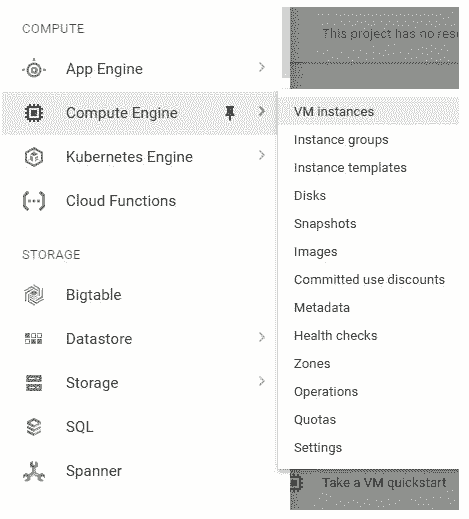 COMPUTE
App Engine
Compute Engine
Kubernetes Engine
Cloud Functions
STORAGE
Bigtable
Datastore
Storage
SQL
Spanner
This project has no
VM instances
Instance groups
Instance templates
Disks
Snapshots
Images
Committed use discounts
Metadata
Health checks
Zones
Operations
Quotas
Settings
Take a VM quickstart